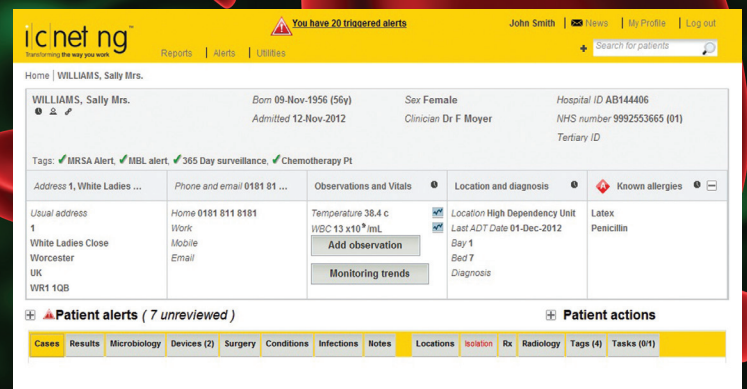 ic net ng™
Transforming the way you work
You have 20 triggered alerts
John Smith | News | My Profile | Log out
Reports | Alerts | Utilities
Search for patients
Home | WILLIAMS, Sally Mrs.
WILLIAMS, Sally Mrs.
Born 09-Nov-1956 (56y)
Sex Female
Hospital ID AB144406
Admitted 12-Nov-2012
Clinician Dr F Moyer
NHS number 9992553665 (01)
Tertiary ID
Tags: MRSA Alert, MBL alert, 365 Day surveillance, Chemotherapy Pt
Address 1, White Ladies ...
Phone and email 0181 81 ...
Observations and Vitals
Location and diagnosis
A Known allergies
Usual address
1
White Ladies Close
Worcester
UK
WR1 1QB
Home 0181 811 8181
Work
Mobile
Email
Temperature 38.4 c
WBC 13 x10⁹/mL
Add observation
Monitoring trends
Location High Dependency Unit
Last ADT Date 01-Dec-2012
Bay 1
Bed 7
Diagnosis
Latex
Penicillin
Patient alerts ( 7 unreviewed )
Patient actions
Cases Results Microbiology Devices (2) Surgery Conditions Infections Notes Locations Isolation Rx Radiology Tags (4) Tasks (0/1)